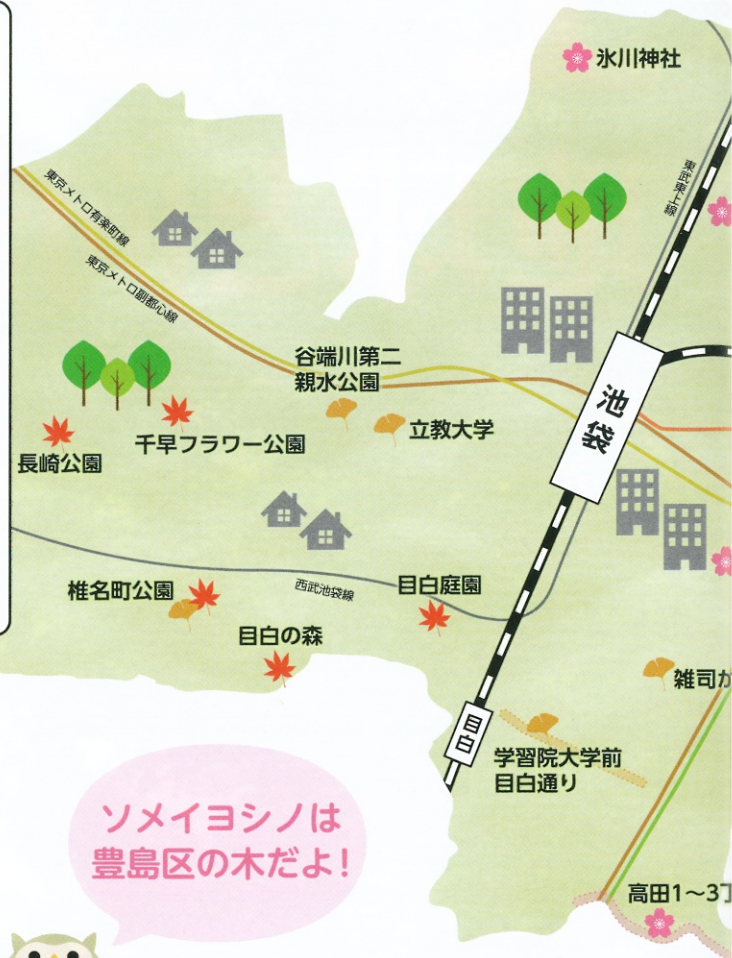 氷川神社
東武東上線
東京メトロ有楽町線
東京メトロ副都心線
谷端川第二
親水公園
池袋
立教大学
千早フラワー公園
長崎公園
西武池袋線
目白庭園
椎名町公園
目白の森
雑司が
目白
学習院大学前
目白通り
ソメイヨシノは
豊島区の木だよ!
高田1〜3丁